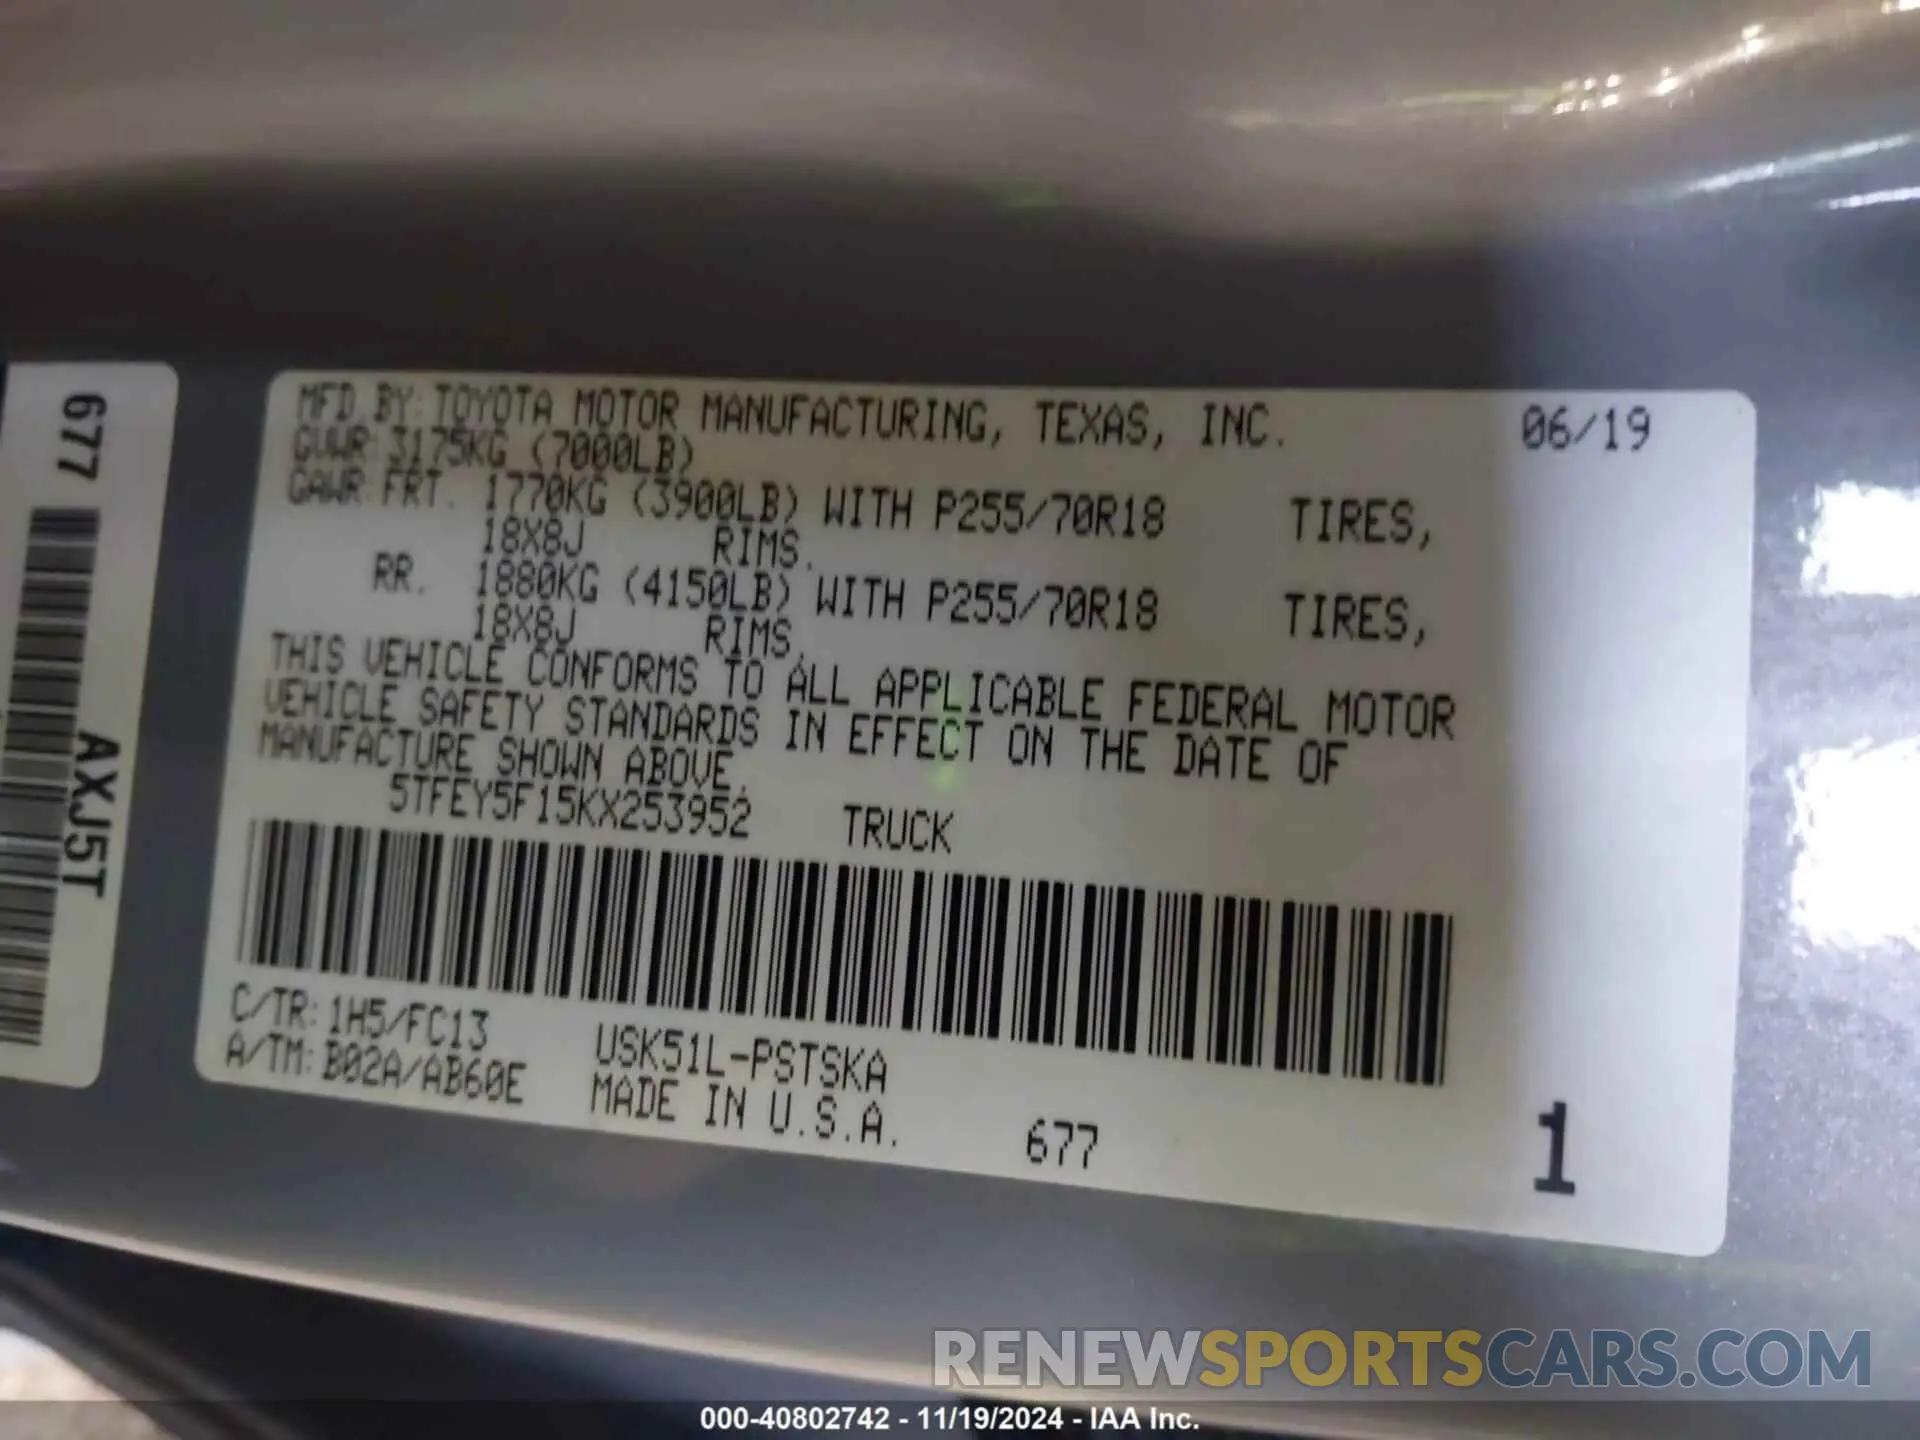 677
AXJ5T
MFD. BY: TOYOTA MOTOR MANUFACTURING, TEXAS, INC. 06/19
GVWR: 3175KG (7000LB)
GAWR: FRT. 1770KG (3900LB) WITH P255/70R18 TIRES,
18X8J RIMS.
RR. 1880KG (4150LB) WITH P255/70R18 TIRES,
18X8J RIMS.
THIS VEHICLE CONFORMS TO ALL APPLICABLE FEDERAL MOTOR
VEHICLE SAFETY STANDARDS IN EFFECT ON THE DATE OF
MANUFACTURE SHOWN ABOVE.
5TFEY5F15KX253952 TRUCK
C/TR: 1H5/FC13 USK51L-PSTSKA
A/TM: B02A/AB60E MADE IN U.S.A. 677
1
RENEWSPORTSCARS.COM
000-40802742 - 11/19/2024 - IAA Inc.